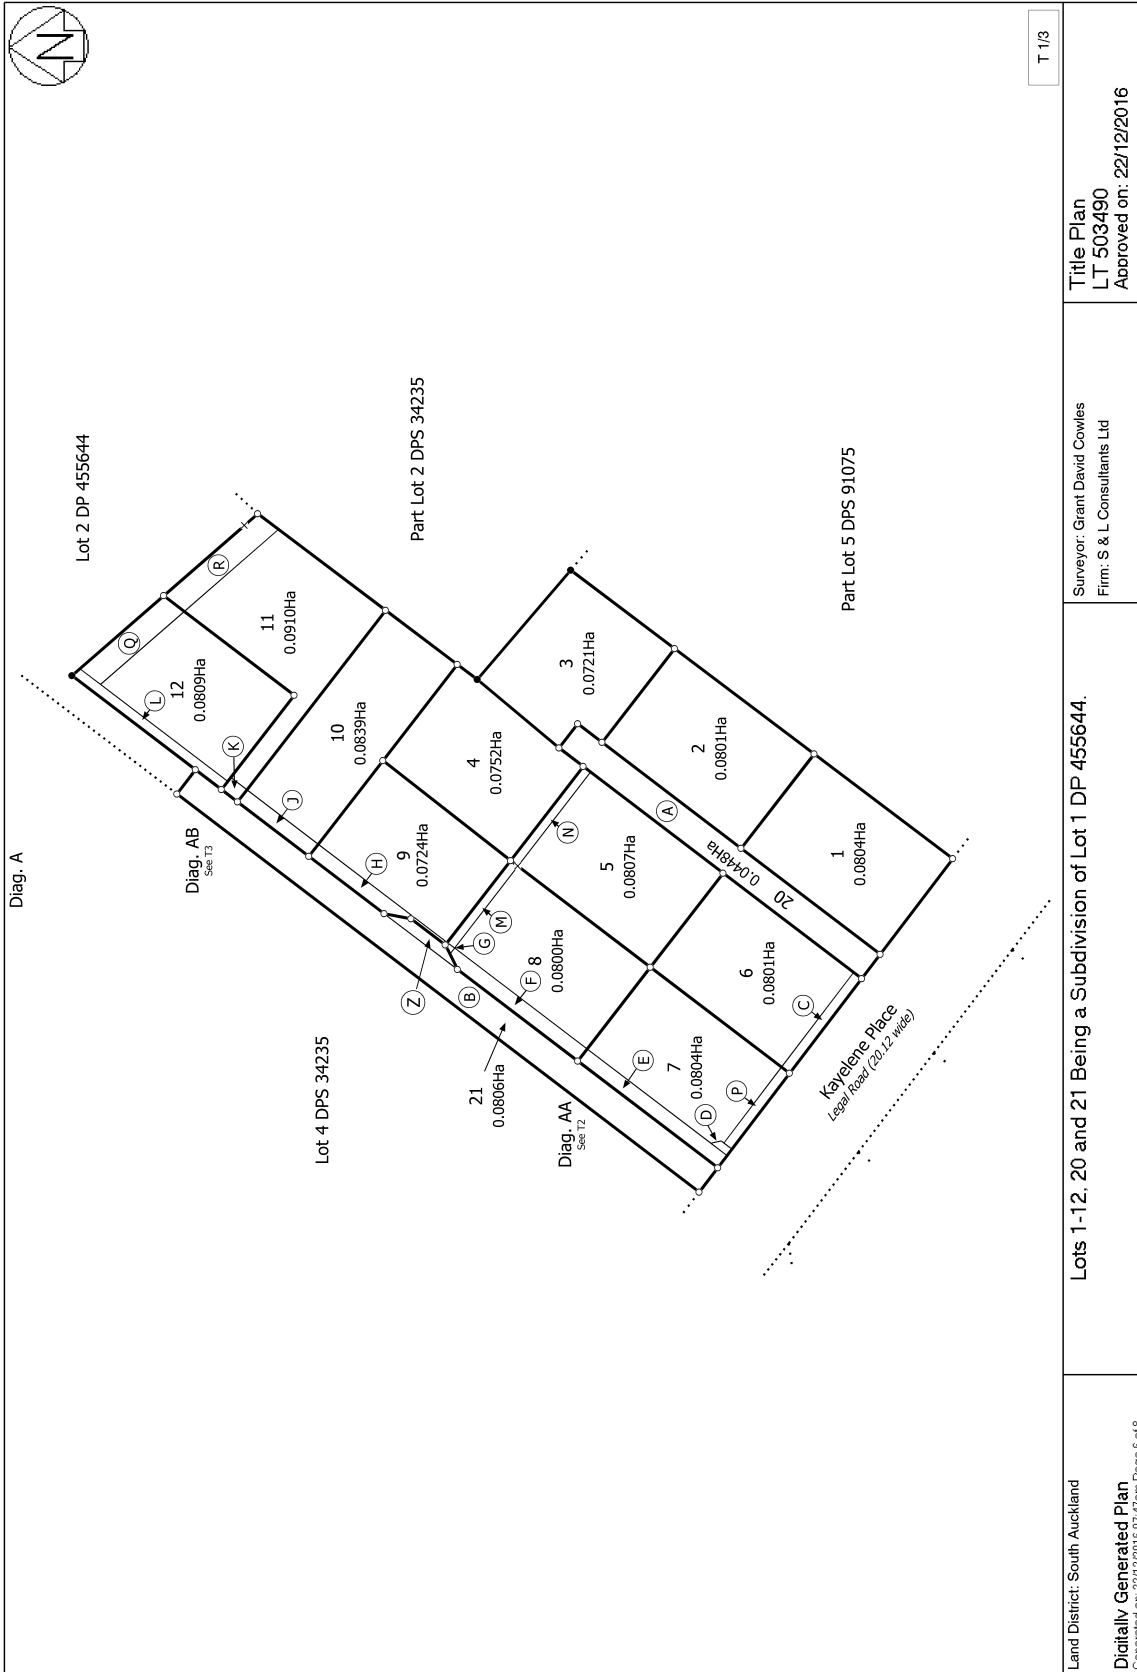 Diag. A
N
T 1/3
Lot 2 DP 455644
Part Lot 2 DPS 34235
Part Lot 5 DPS 91075
Lot 4 DPS 34235
Diag. AB
See T3
Diag. AA
See T2
Q
R
L
12
0.0809Ha
11
0.0910Ha
K
J
10
0.0839Ha
H
9
0.0724Ha
4
0.0752Ha
3
0.0721Ha
Z
B
G
M
N
F
8
0.0800Ha
5
0.0807Ha
A
2
0.0801Ha
21
0.0806Ha
20
0.0448Ha
1
0.0804Ha
E
7
0.0804Ha
6
0.0801Ha
D
P
C
Kayelene Place
Legal Road (20.12 wide)
Land District: South Auckland
Digitally Generated Plan
Lots 1-12, 20 and 21 Being a Subdivision of Lot 1 DP 455644.
Surveyor: Grant David Cowles
Firm: S & L Consultants Ltd
Title Plan
LT 503490
Approved on: 22/12/2016